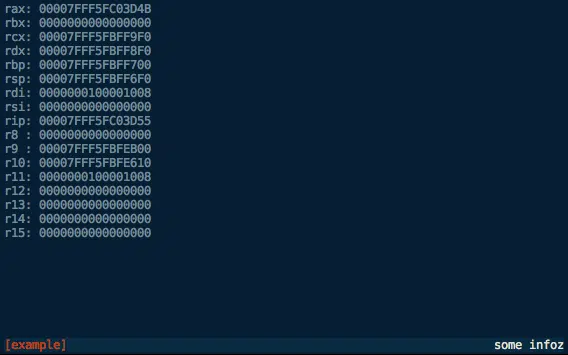 rax: 00007FFF5FC03D4B
rbx: 0000000000000000
rcx: 00007FFF5FBFF9F0
rdx: 00007FFF5FBFF8F0
rbp: 00007FFF5FBFF700
rsp: 00007FFF5FBFF6F0
rdi: 0000000100001008
rsi: 0000000000000000
rip: 00007FFF5FC03D55
r8 : 0000000000000000
r9 : 00007FFF5FBFEB00
r10: 00007FFF5FBFE610
r11: 0000000100001008
r12: 0000000000000000
r13: 0000000000000000
r14: 0000000000000000
r15: 0000000000000000
[example] some infoz